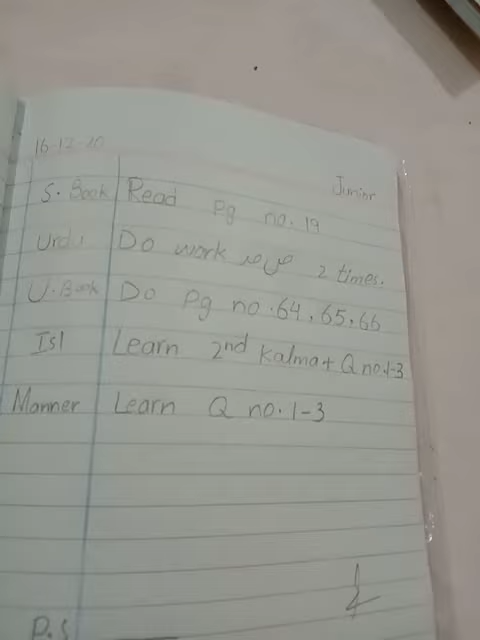 16-12-20
Junior
S. Book Read Pg no. 19
Urdu Do work ص ص 2 times.
U. Book Do Pg no. 64, 65, 66
Isl Learn 2nd Kalma + Q no. 1-3
Manner Learn Q no. 1-3
P.S